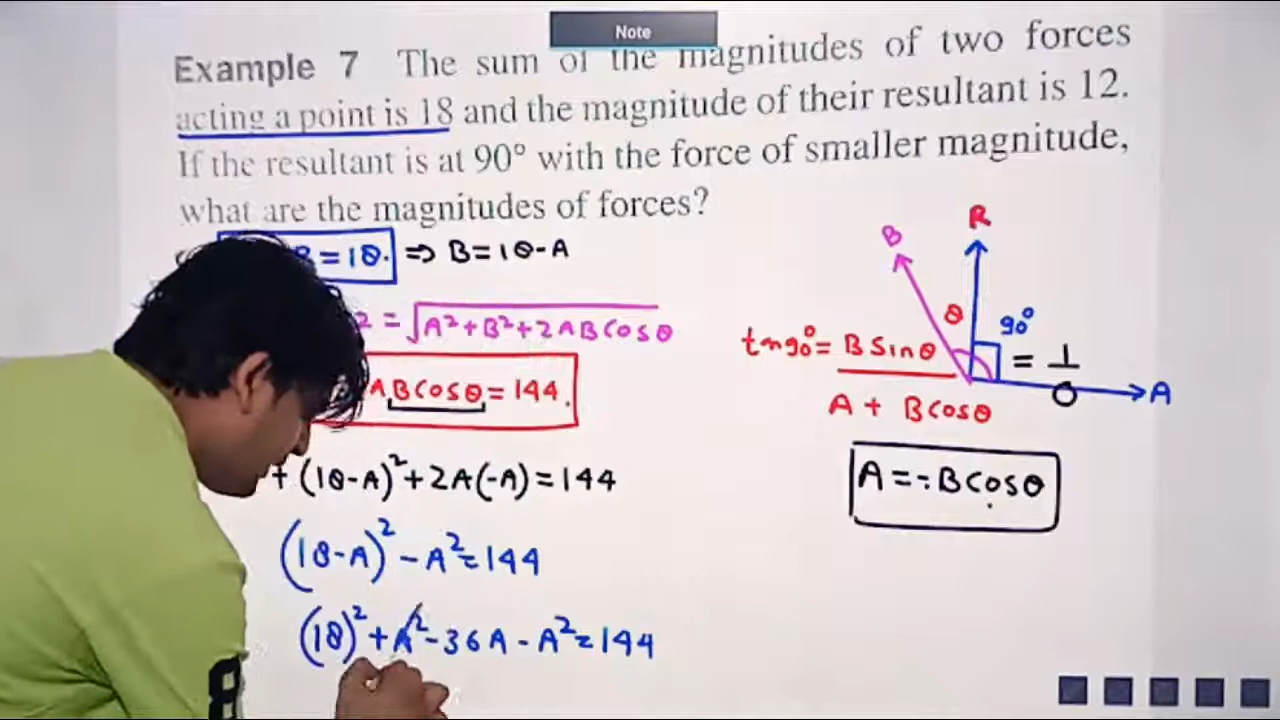 Note
Example 7 The sum of the magnitudes of two forces
acting a point is 18 and the magnitude of their resultant is 12.
If the resultant is at 90° with the force of smaller magnitude,
what are the magnitudes of forces?
= 18. ⇒ B = 18-A
2 = √A²+B²+2ABCosθ
ABCosθ = 144.
+ (18-A)² + 2A(-A) = 144
(18-A)² - A² = 144
(18)² + A² - 36A - A² = 144
R
B
θ
90°
A
tan90° = BSinθ
A + BCosθ
= 1
0
A = -BCosθ
8